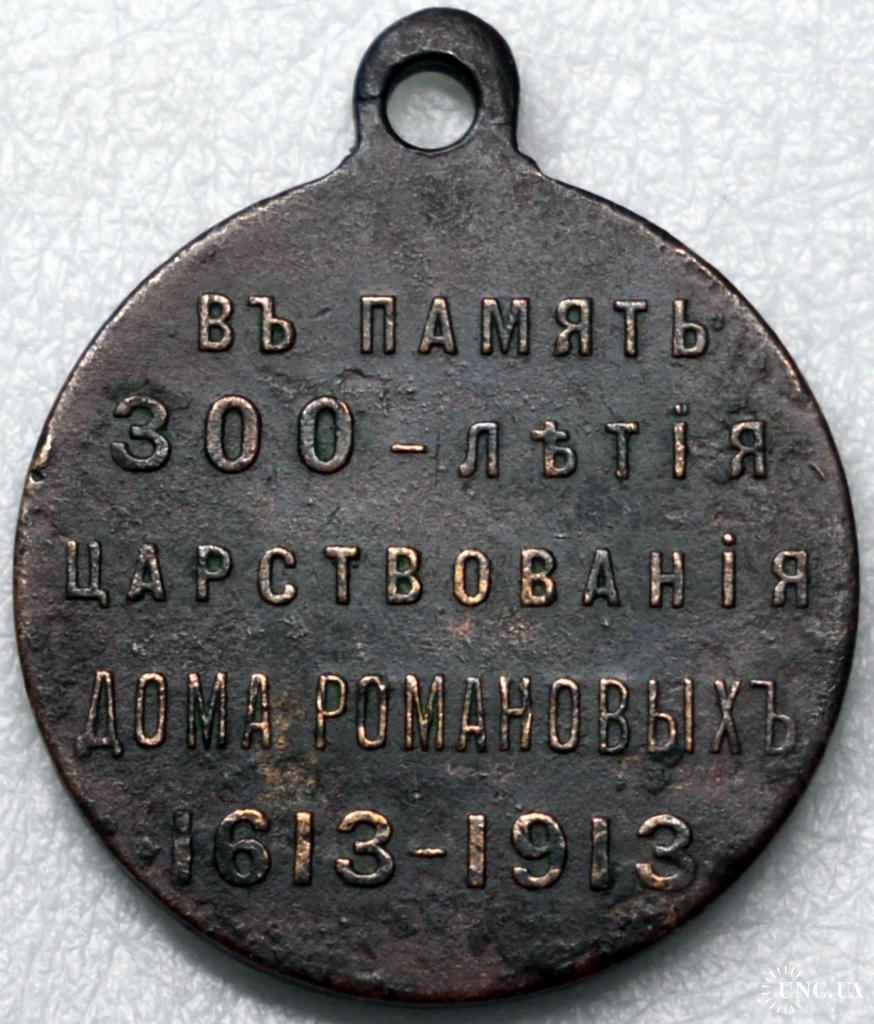 ВЪ ПАМЯТЬ
300-ЛѢТІЯ
ЦАРСТВОВАНІЯ
ДОМА РОМАНОВЫХЪ
1613-1913
UNC.UA